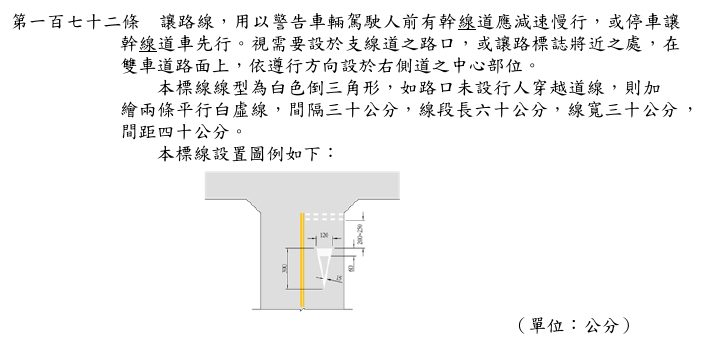 第一百七十二條　讓路線，用以警告車輛駕駛人前有幹線道應減速慢行，或停車讓
幹線道車先行。視需要設於支線道之路口，或讓路標誌將近之處，在
雙車道路面上，依遵行方向設於右側道之中心部位。
本標線線型為白色倒三角形，如路口未設行人穿越道線，則加
繪兩條平行白虛線，間隔三十公分，線段長六十公分，線寬三十公分，
間距四十公分。
本標線設置圖例如下：
120
300
60
（單位：公分）